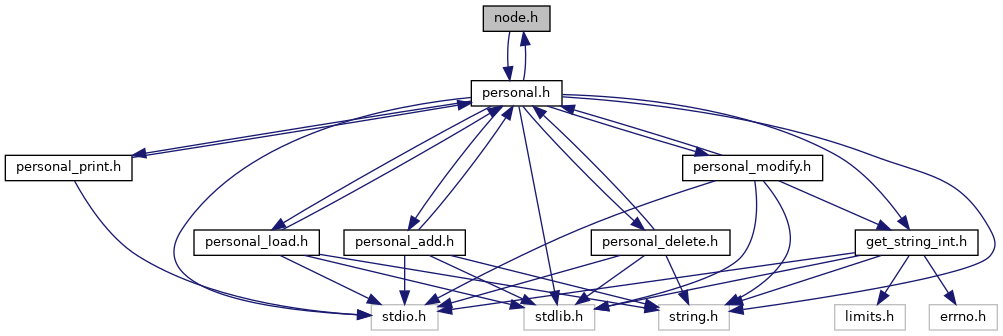 node.h
personal.h
personal_print.h
personal_modify.h
personal_load.h
personal_add.h
personal_delete.h
get_string_int.h
stdio.h
stdlib.h
string.h
limits.h
errno.h